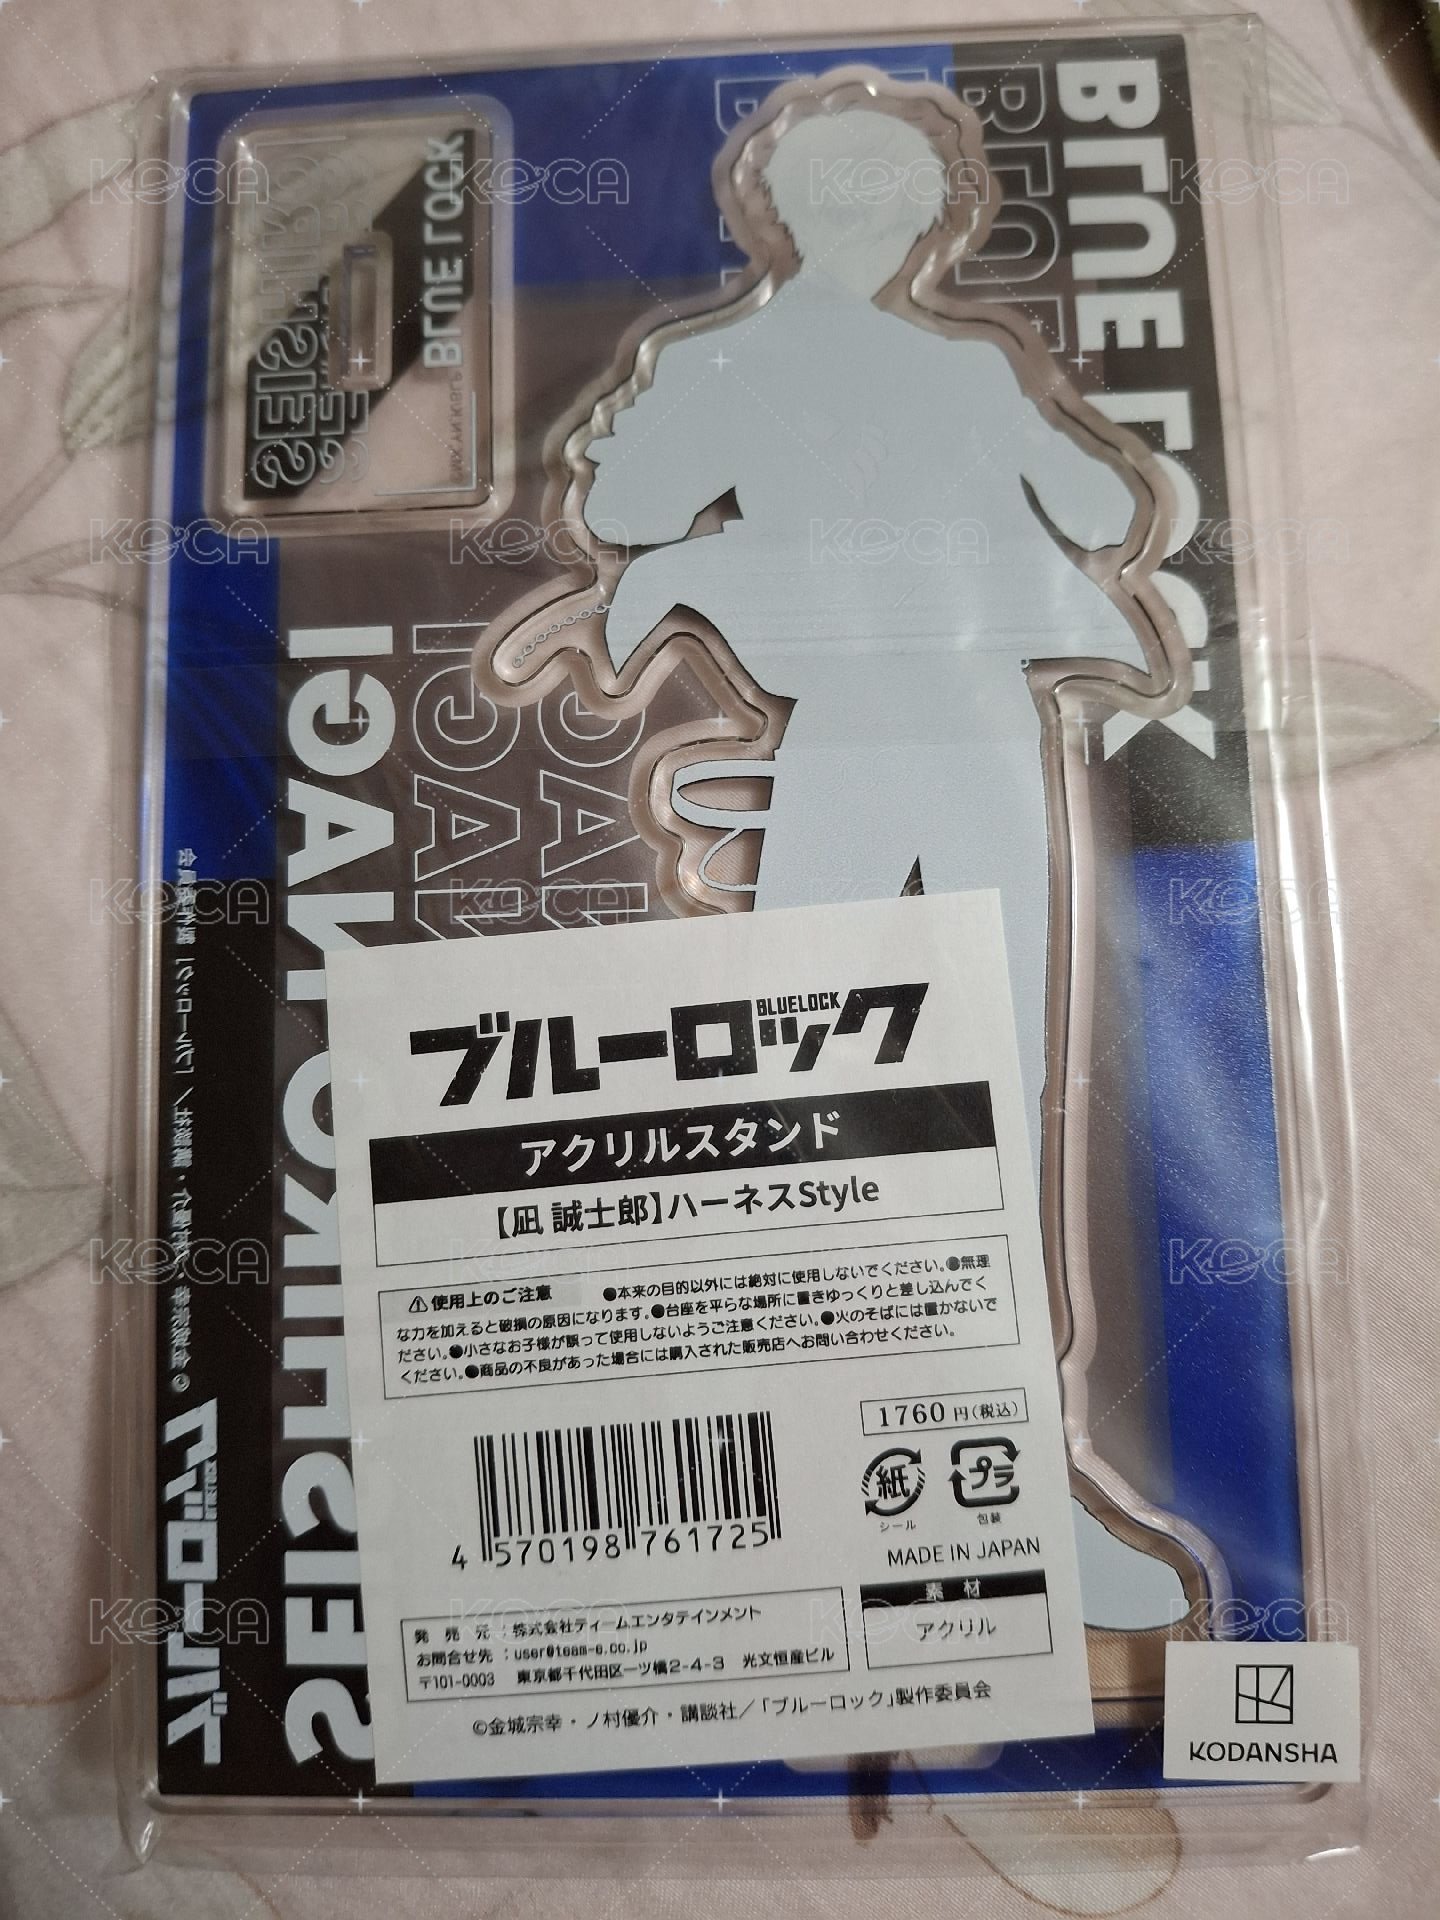 BLUE LOCK
BLUE LOCK
SEISHIRO
NAGI
SEISHIRO
ブルーロック
BLUELOCK
アクリルスタンド
【凪 誠士郎】ハーネスStyle
⚠使用上のご注意 ●本来の目的以外には絶対に使用しないでください。●無理
な力を加えると破損の原因になります。●台座を平らな場所に置きゆっくりと差し込んでく
ださい。●小さなお子様が誤って使用しないようご注意ください。●火のそばには置かないで
ください。●商品の不良があった場合には購入された販売店へお問い合わせください。
1760円(税込)
紙
シール
プラ
包装
4 570198 761725
MADE IN JAPAN
素 材
アクリル
発 売 元 :株式会社ティームエンタテインメント
お問合せ先 :user@team-e.co.jp
〒101-0003 東京都千代田区一ツ橋2-4-3 光文恒産ビル
©金城宗幸・ノ村優介・講談社／「ブルーロック」製作委員会
KODANSHA
KECA